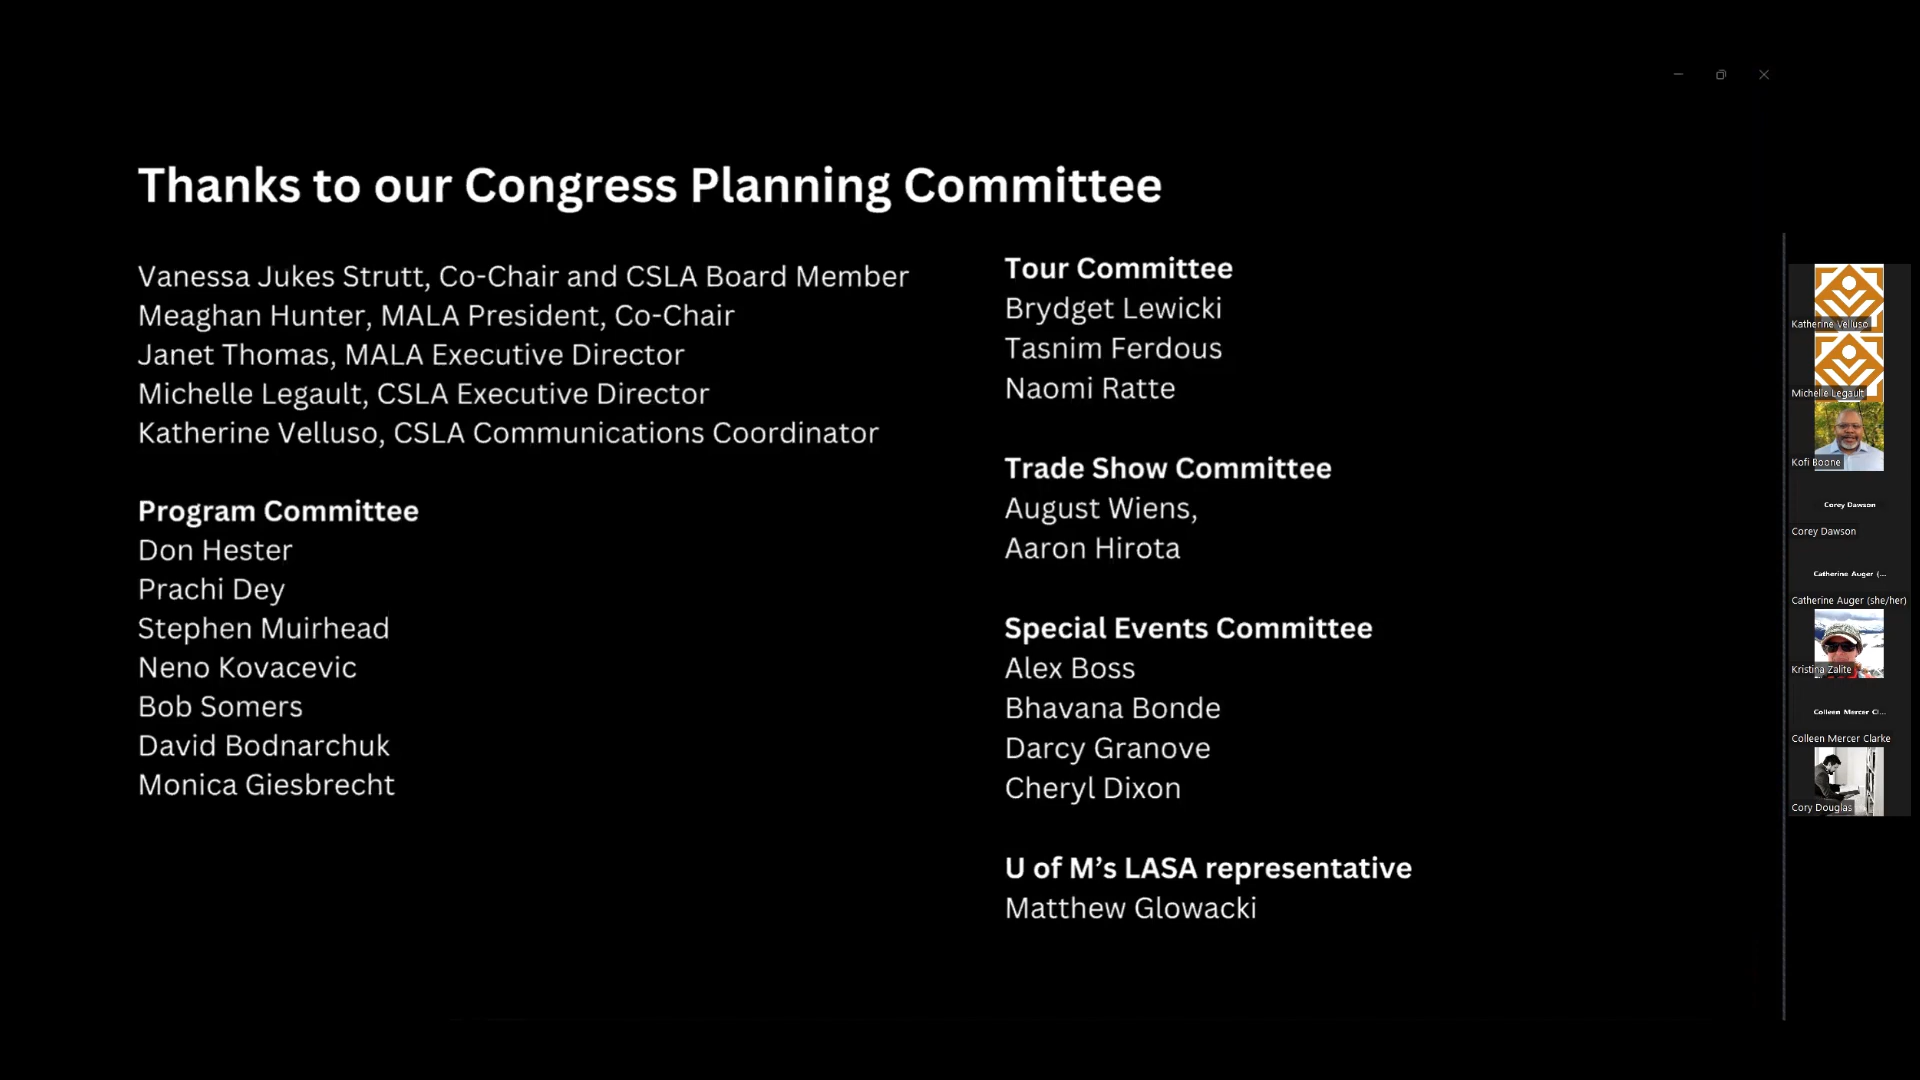 Thanks to our Congress Planning Committee
Vanessa Jukes Strutt, Co-Chair and CSLA Board Member
Meaghan Hunter, MALA President, Co-Chair
Janet Thomas, MALA Executive Director
Michelle Legault, CSLA Executive Director
Katherine Velluso, CSLA Communications Coordinator
Program Committee
Don Hester
Prachi Dey
Stephen Muirhead
Neno Kovacevic
Bob Somers
David Bodnarchuk
Monica Giesbrecht
Tour Committee
Brydget Lewicki
Tasnim Ferdous
Naomi Ratte
Trade Show Committee
August Wiens,
Aaron Hirota
Special Events Committee
Alex Boss
Bhavana Bonde
Darcy Granove
Cheryl Dixon
U of M’s LASA representative
Matthew Glowacki
Katherine Velluso
Michelle Legault
Kofi Boone
Corey Dawson
Corey Dawson
Catherine Auger (...
Catherine Auger (she/her)
Kristina Zalite
Colleen Mercer Cl...
Colleen Mercer Clarke
Cory Douglas